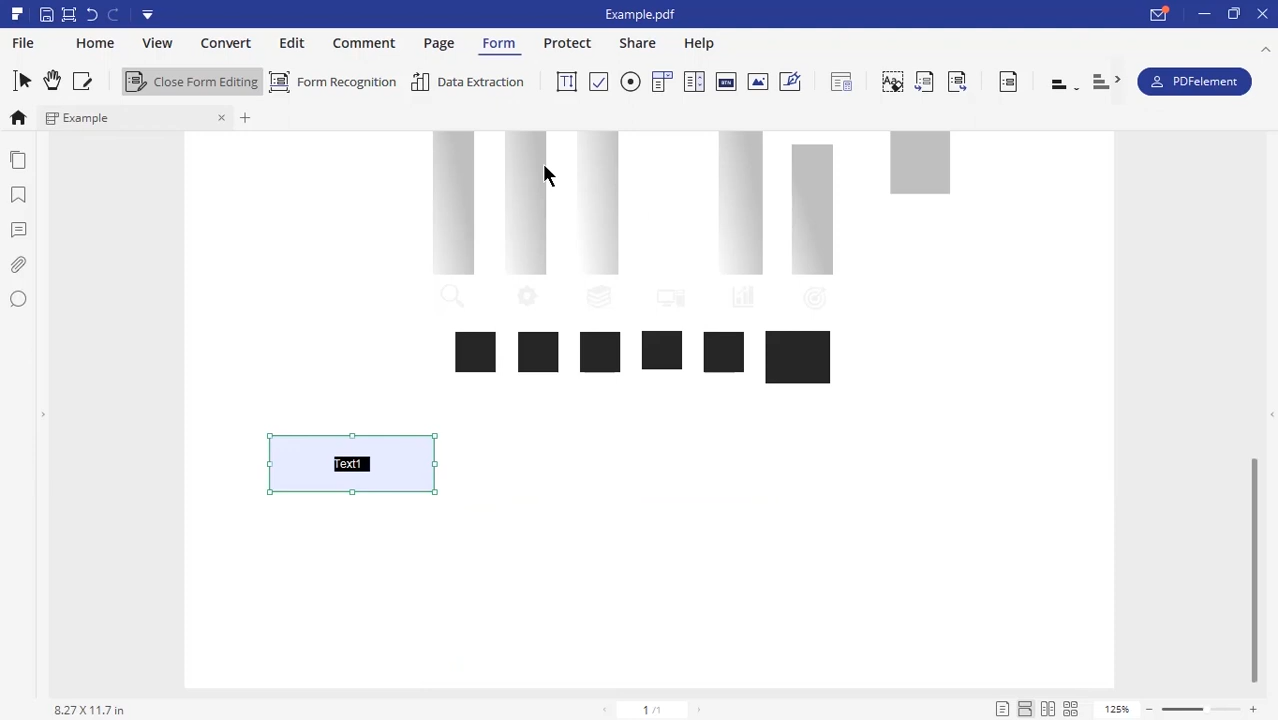 Example.pdf
File Home View Convert Edit Comment Page Form Protect Share Help
Close Form Editing Form Recognition Data Extraction BTN PDFelement
Example
Text1
8.27 X 11.7 in 1 /1 125%